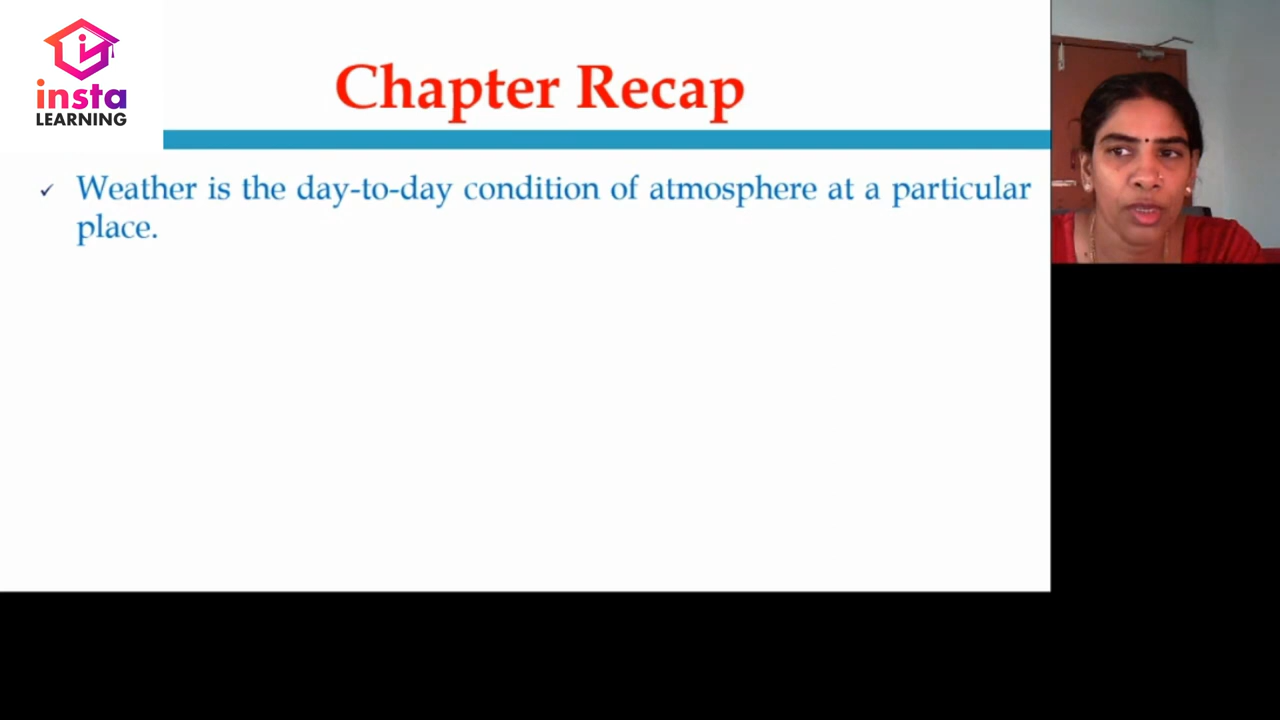 insta
LEARNING
Chapter Recap
✓ Weather is the day-to-day condition of atmosphere at a particular
place.